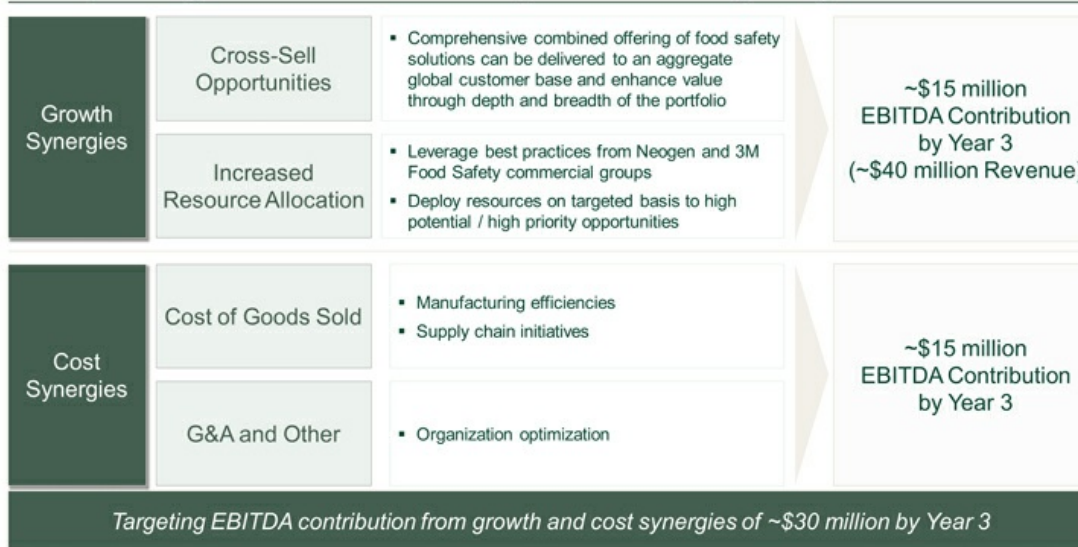 Growth
Synergies
Cross-Sell
Opportunities
▪ Comprehensive combined offering of food safety
solutions can be delivered to an aggregate
global customer base and enhance value
through depth and breadth of the portfolio
Increased
Resource Allocation
▪ Leverage best practices from Neogen and 3M
Food Safety commercial groups
▪ Deploy resources on targeted basis to high
potential / high priority opportunities
~$15 million
EBITDA Contribution
by Year 3
(~$40 million Revenue)
Cost
Synergies
Cost of Goods Sold
▪ Manufacturing efficiencies
▪ Supply chain initiatives
G&A and Other
▪ Organization optimization
~$15 million
EBITDA Contribution
by Year 3
Targeting EBITDA contribution from growth and cost synergies of ~$30 million by Year 3